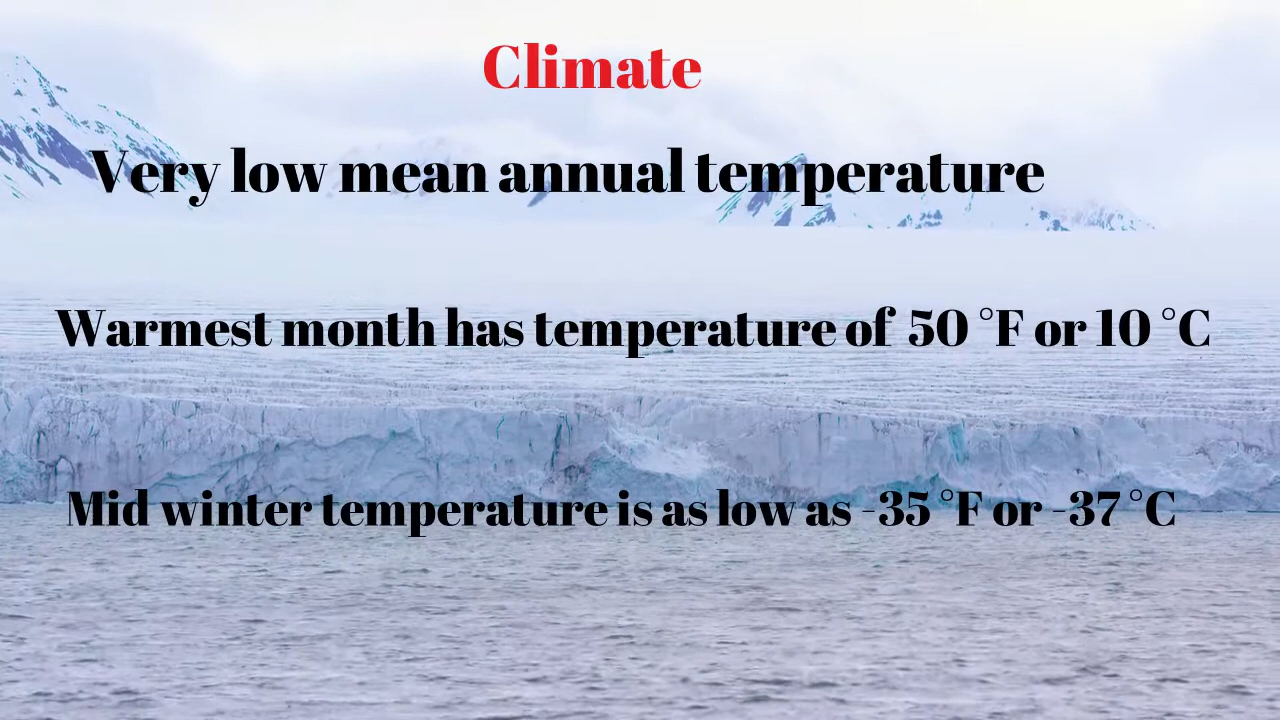 Climate
Very low mean annual temperature
Warmest month has temperature of 50 °F or 10 °C
Mid winter temperature is as low as -35 °F or -37 °C